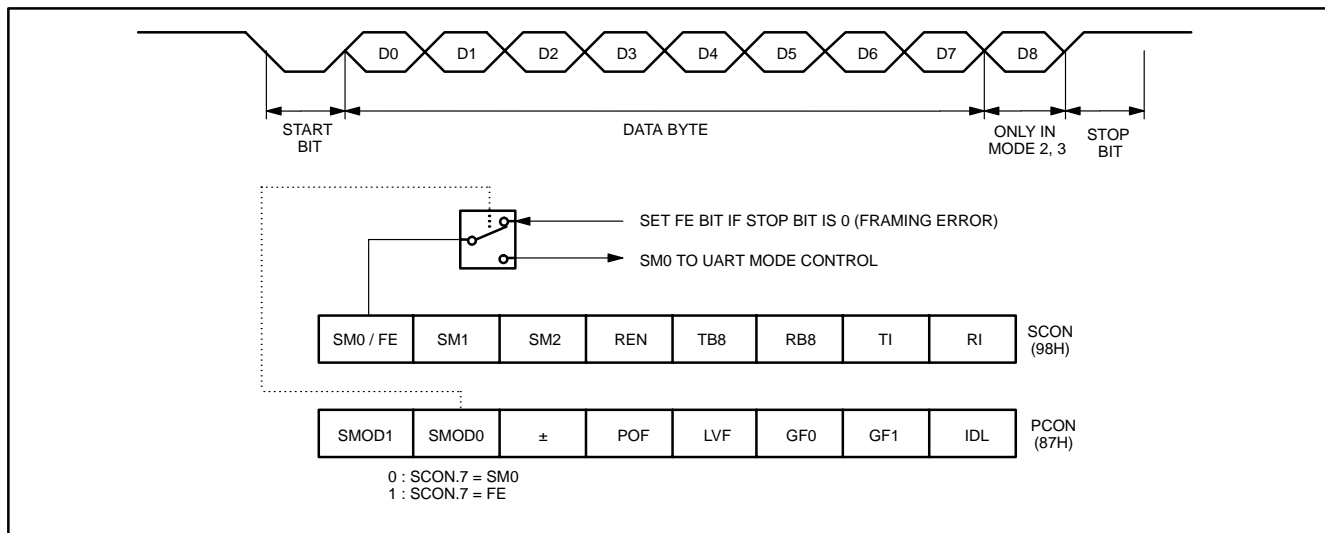 D0 D1 D2 D3 D4 D5 D6 D7 D8
START
BIT
DATA BYTE
ONLY IN
MODE 2, 3
STOP
BIT
SET FE BIT IF STOP BIT IS 0 (FRAMING ERROR)
SM0 TO UART MODE CONTROL
SM0 / FE SM1 SM2 REN TB8 RB8 TI RI
SCON
(98H)
SMOD1 SMOD0 ± POF LVF GF0 GF1 IDL
PCON
(87H)
0 : SCON.7 = SM0
1 : SCON.7 = FE